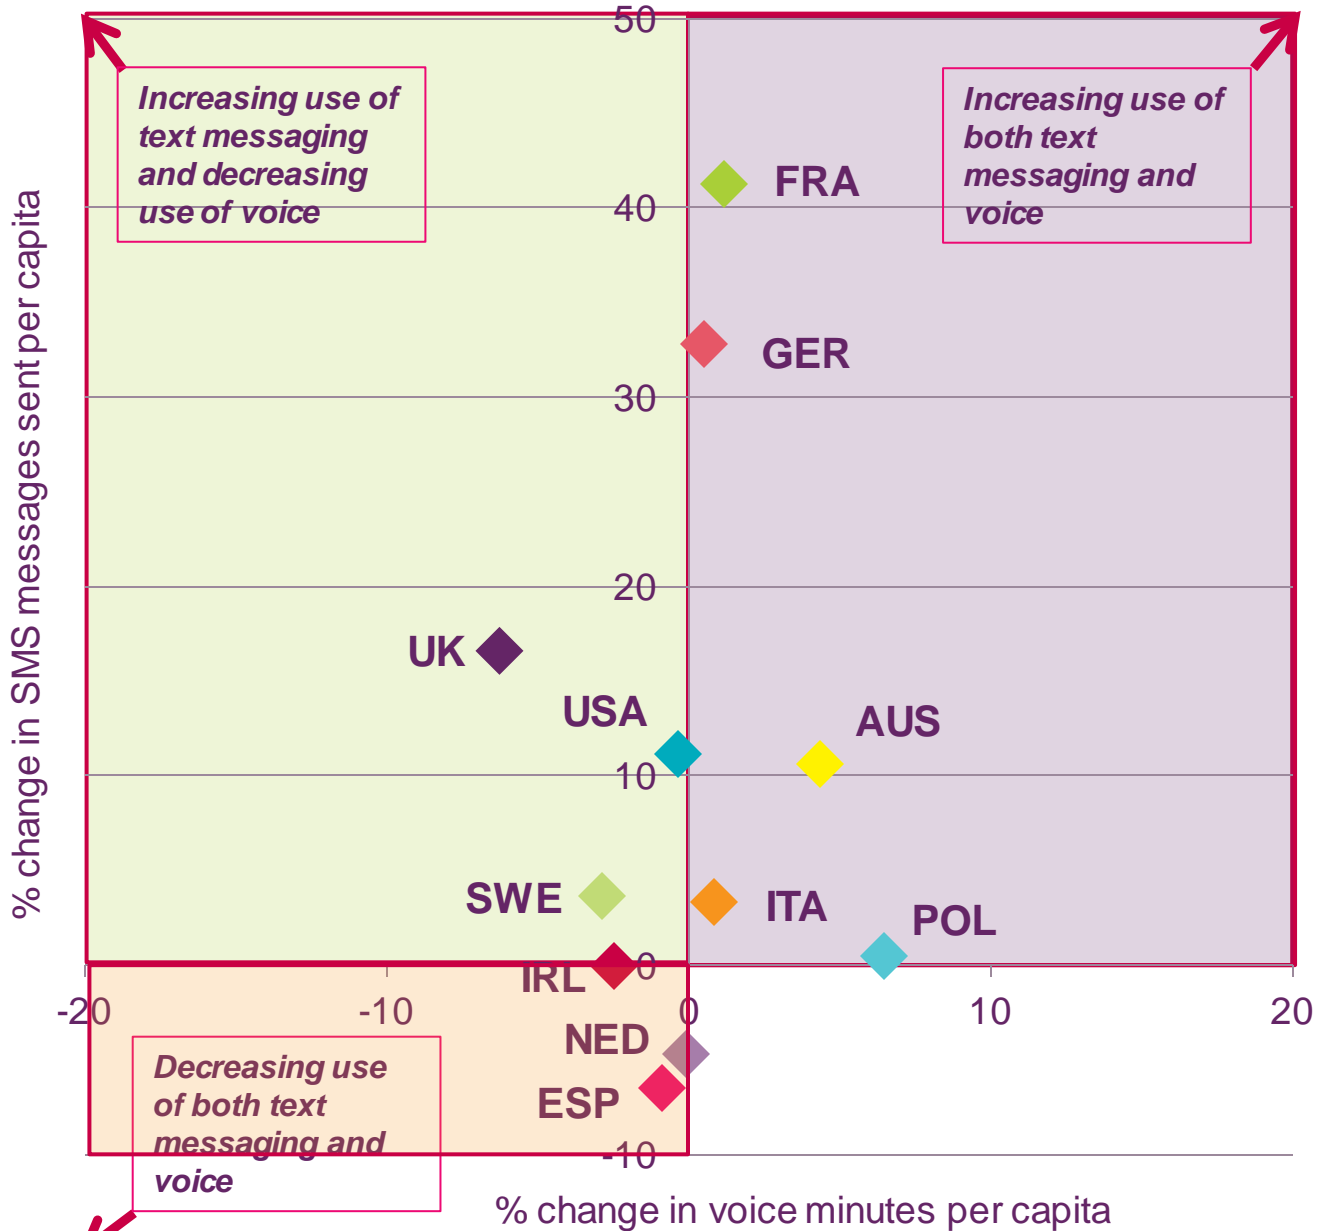 50
Increasing use of
text messaging
and decreasing
use of voice
Increasing use of
both text
messaging and
voice
FRA
40
GER
30
% change in SMS messages sent per capita
20
UK
USA
AUS
10
SWE
ITA
POL
0
IRL
-20
-10
0
10
20
NED
ESP
Decreasing use
of both text
messaging and
voice
-10
% change in voice minutes per capita